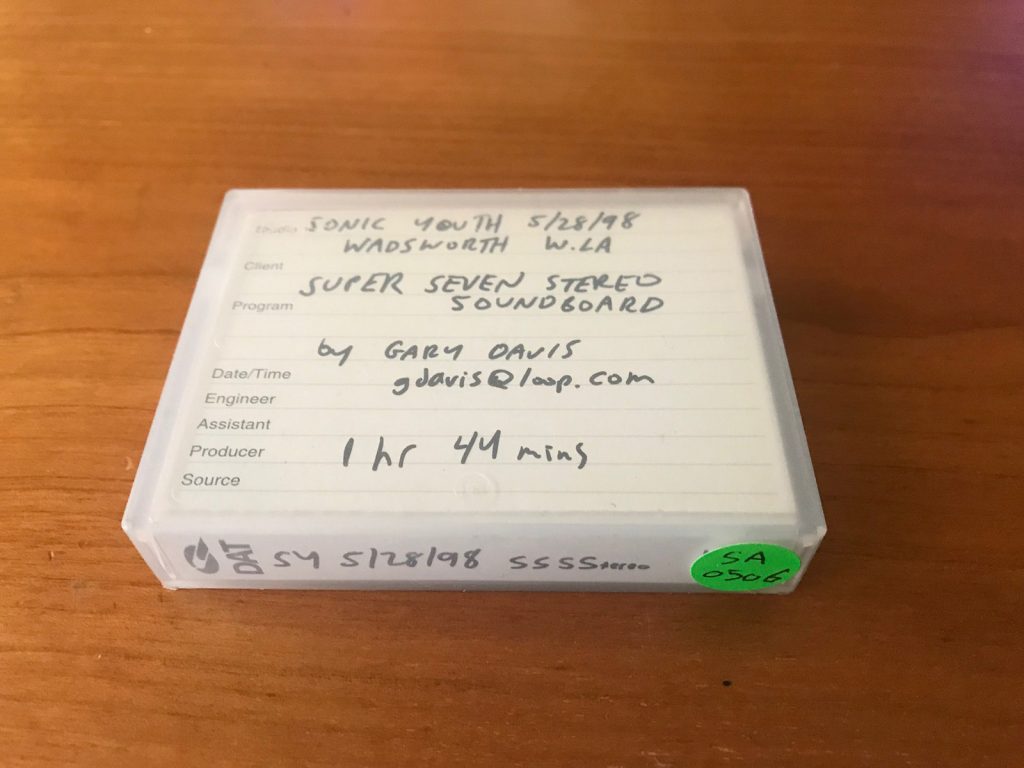 Studio SONIC YOUTH 5/28/98
WADSWORTH W.LA
Client
SUPER SEVEN STEREO
Program SOUNDBOARD
by GARY DAVIS
Date/Time
gdavis@loop.com
Engineer
Assistant
Producer 1 hr 44 mins
Source
DAT SY 5/28/98 SSSStereo
SA
0506